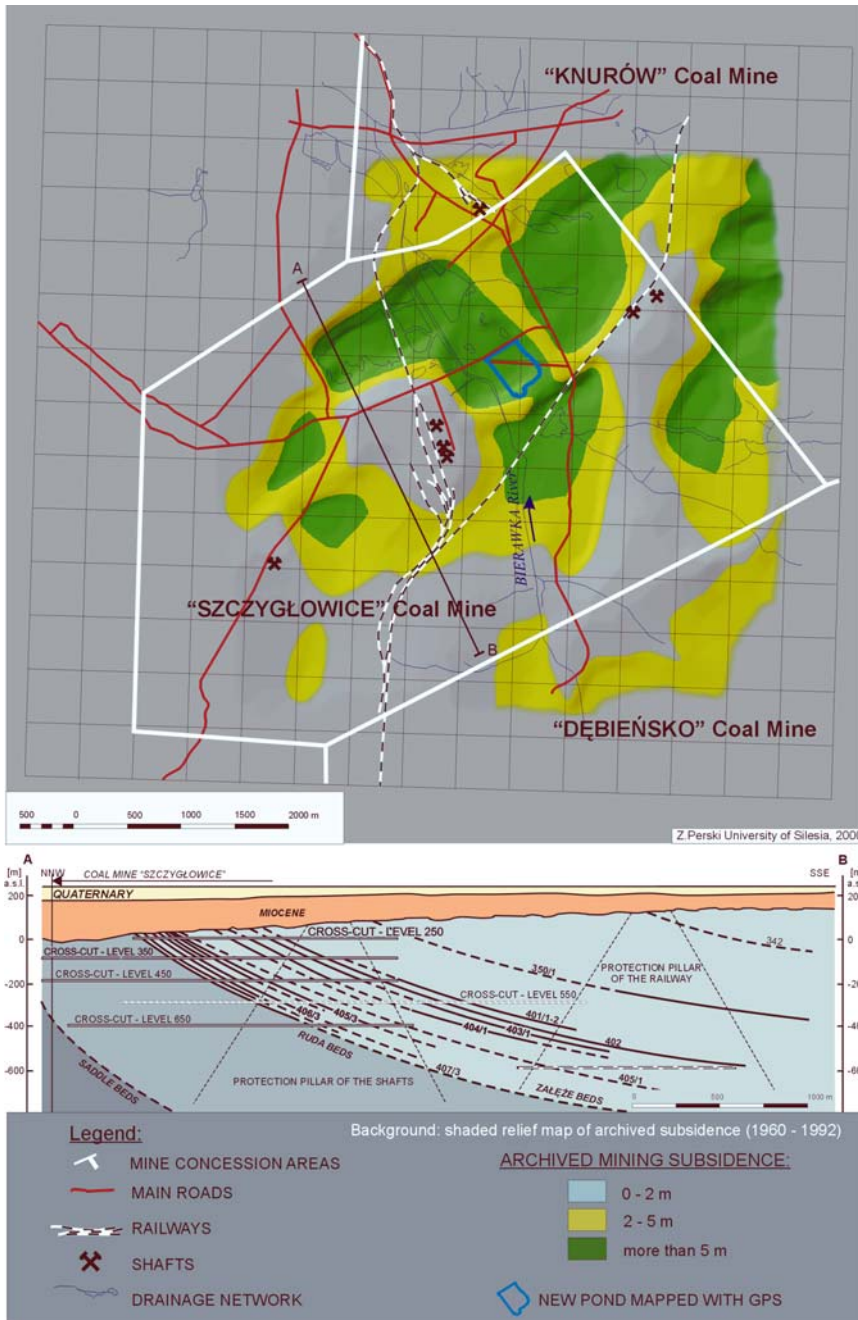 "KNURÓW" Coal Mine
A
BIERAWKA River
"SZCZYGŁOWICE" Coal Mine
B
"DĘBIEŃSKO" Coal Mine
500 0 500 1000 1500 2000 m
Z.Perski University of Silesia,
A B
[m] NNW COAL MINE "SZCZYGŁOWICE" SSE
a.s.l.
200 QUATERNARY 200
MIOCENE
CROSS-CUT - LEVEL 250
0 342 0
CROSS-CUT - LEVEL 350
350/1 PROTECTION PILLAR
OF THE RAILWAY
CROSS-CUT - LEVEL 450
-200 -200
CROSS-CUT - LEVEL 550
406/3 405/3 401/1-2
404/1 403/1
CROSS-CUT - LEVEL 650
-400 402 -400
RUDA BEDS
SADDLE BEDS
407/3
-600 PROTECTION PILLAR OF THE SHAFTS 405/1 -600
ZAŁĘŻE BEDS
0 500 1000 m
Legend:
Background: shaded relief map of archived subsidence (1960 - 1992)
MINE CONCESSION AREAS
ARCHIVED MINING SUBSIDENCE:
MAIN ROADS
0 - 2 m
RAILWAYS
2 - 5 m
SHAFTS
more than 5 m
DRAINAGE NETWORK
NEW POND MAPPED WITH GPS